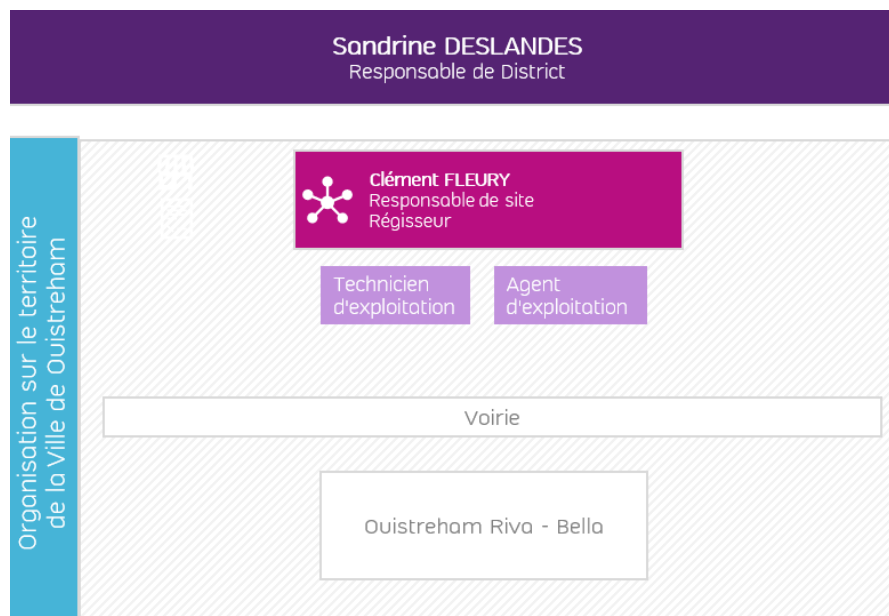 Sandrine DESLANDES
Responsable de District
Clément FLEURY
Responsable de site
Régisseur
Technicien
d'exploitation
Agent
d'exploitation
Organisation sur le territoire
de la Ville de Ouistreham
Voirie
Ouistreham Riva - Bella